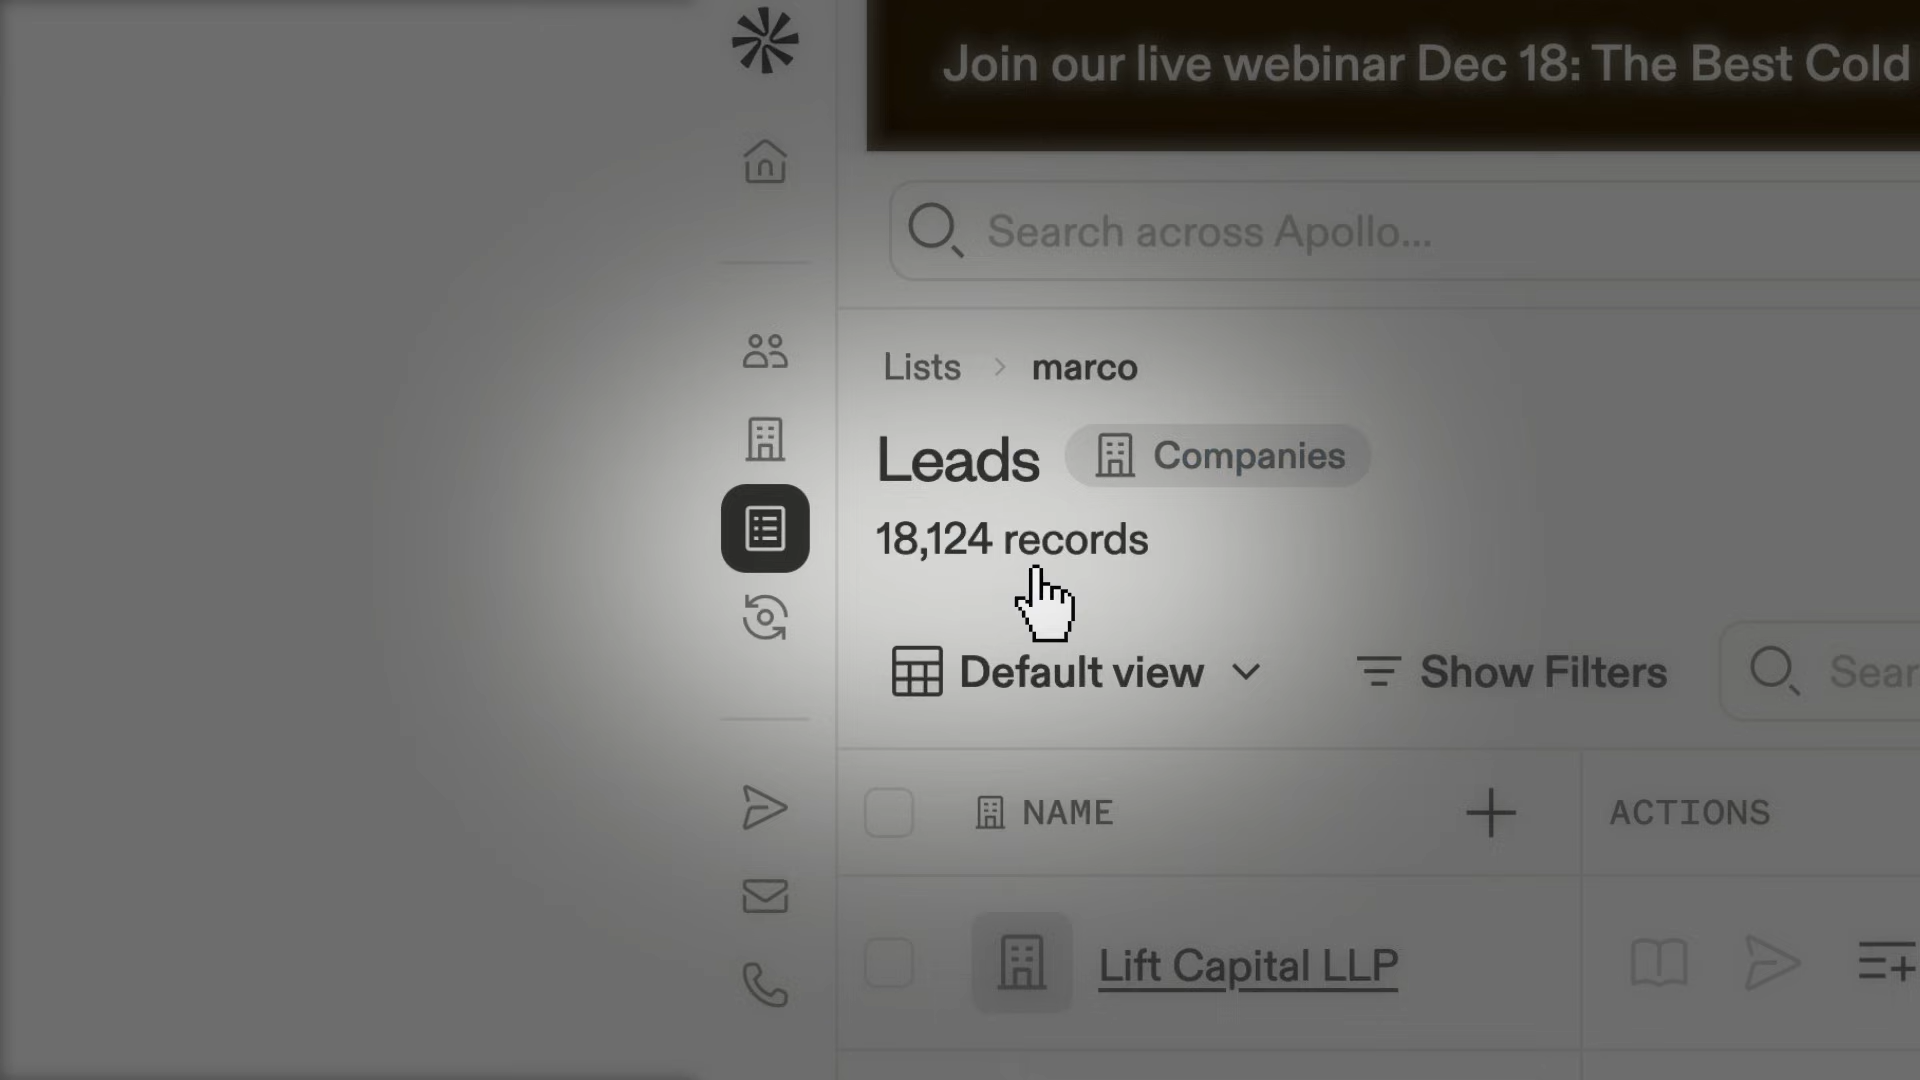 Join our live webinar Dec 18: The Best Cold
Search across Apollo...
Lists > marco
Leads Companies
18,124 records
Default view Show Filters Sear
NAME ACTIONS
Lift Capital LLP